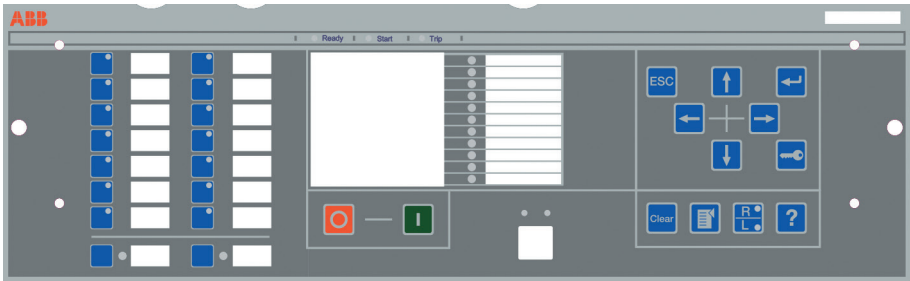 ABB
Ready Start Trip
ESC
Clear
R
L
?